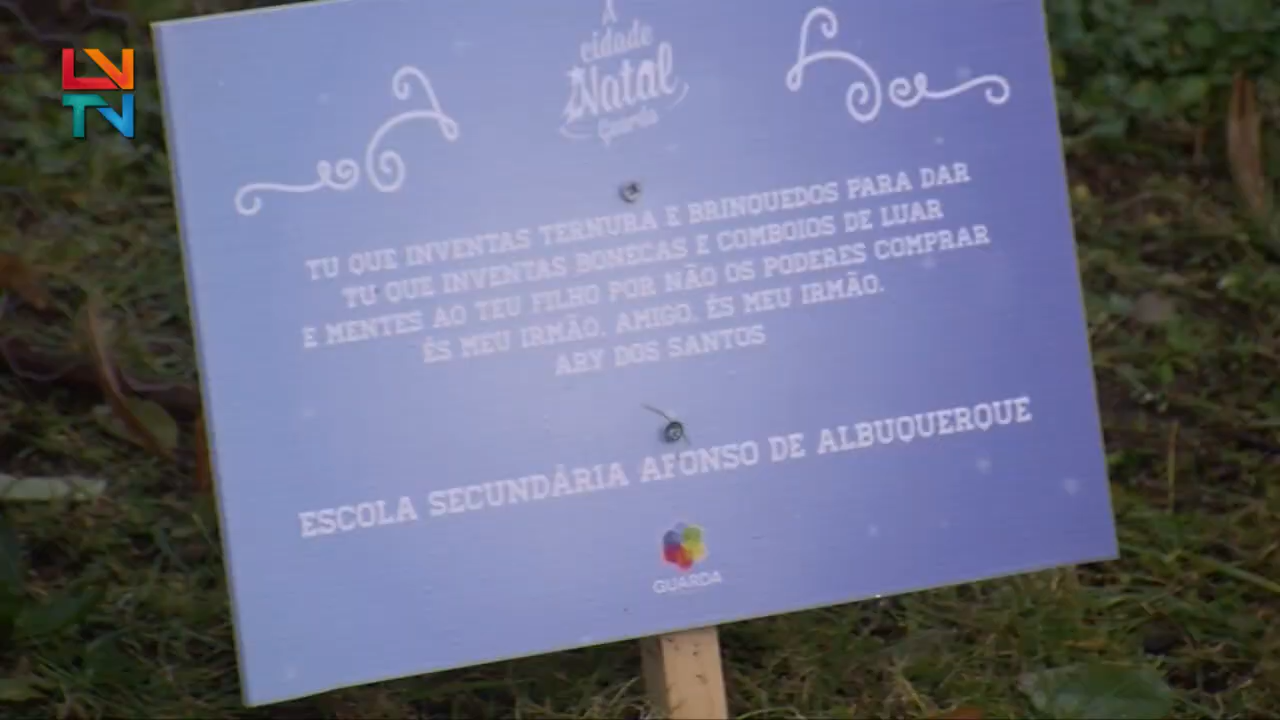 LVTV
A
cidade
Natal
Guarda
TU QUE INVENTAS TERNURA E BRINQUEDOS PARA DAR
TU QUE INVENTAS BONECAS E COMBOIOS DE LUAR
E MENTES AO TEU FILHO POR NÃO OS PODERES COMPRAR
ÉS MEU IRMÃO, AMIGO, ÉS MEU IRMÃO.
ARY DOS SANTOS
ESCOLA SECUNDÁRIA AFONSO DE ALBUQUERQUE
GUARDA